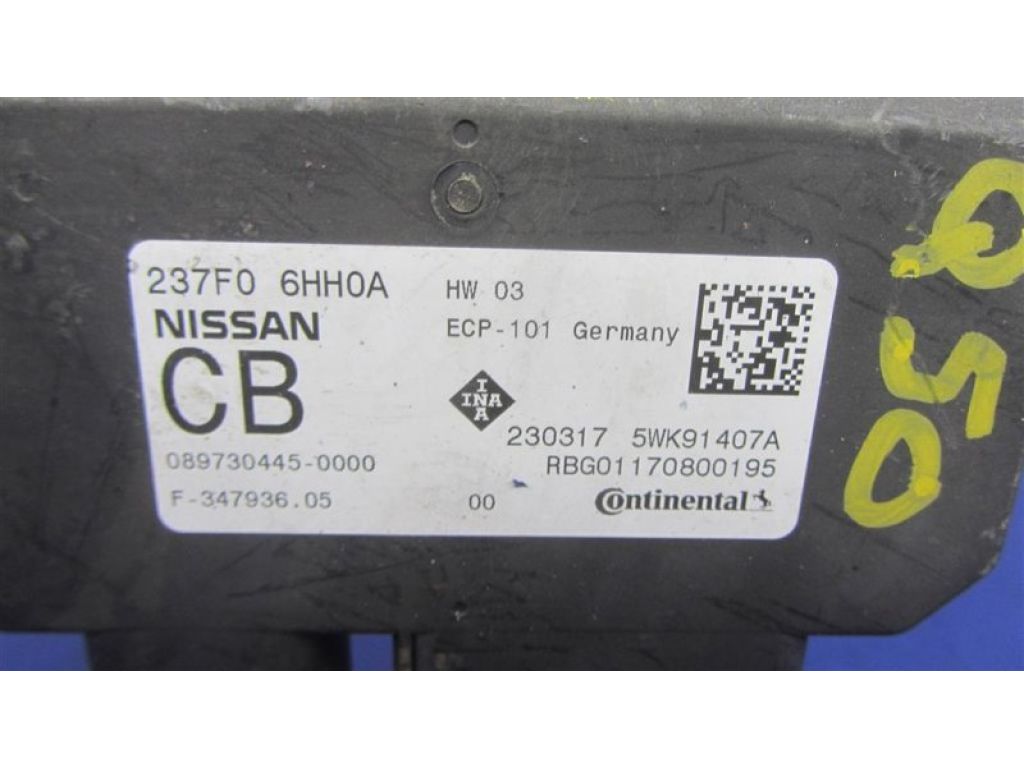 237F0 6HH0A
NISSAN
CB
089730445-0000
F-347936.05
HW 03
ECP-101 Germany
INA
INA
230317 5WK91407A
RBG01170800195
00
Continental
050